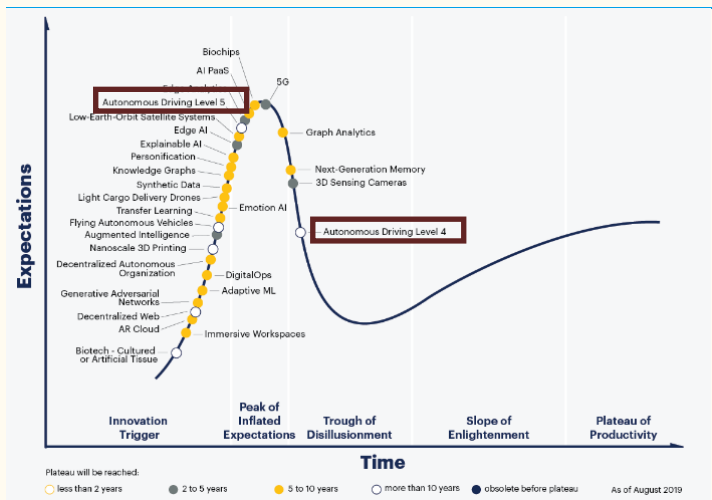 Biochips
AI PaaS
5G
Edge Analytics
Autonomous Driving Level 5
Low-Earth-Orbit Satellite Systems
Edge AI
Graph Analytics
Explainable AI
Personification
Knowledge Graphs
Next-Generation Memory
Synthetic Data
3D Sensing Cameras
Light Cargo Delivery Drones
Transfer Learning
Emotion AI
Flying Autonomous Vehicles
Augmented Intelligence
Autonomous Driving Level 4
Nanoscale 3D Printing
Decentralized Autonomous
Organization
DigitalOps
Generative Adversarial
Networks
Adaptive ML
Decentralized Web
AR Cloud
Immersive Workspaces
Biotech - Cultured
or Artificial Tissue
Expectations
Innovation
Trigger
Peak of
Inflated
Expectations
Trough of
Disillusionment
Slope of
Enlightenment
Plateau of
Productivity
Time
Plateau will be reached:
less than 2 years
2 to 5 years
5 to 10 years
more than 10 years
obsolete before plateau
As of August 2019